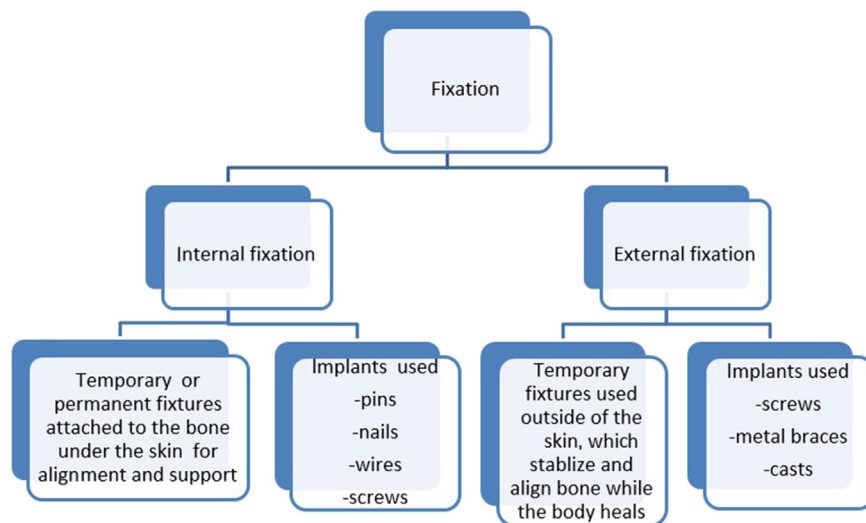 Fixation
Internal fixation
External fixation
Temporary or
permanent fixtures
attached to the bone
under the skin for
alignment and support
Implants used
-pins
-nails
-wires
-screws
Temporary
fixtures used
outside of the
skin, which
stablize and
align bone while
the body heals
Implants used
-screws
-metal braces
-casts